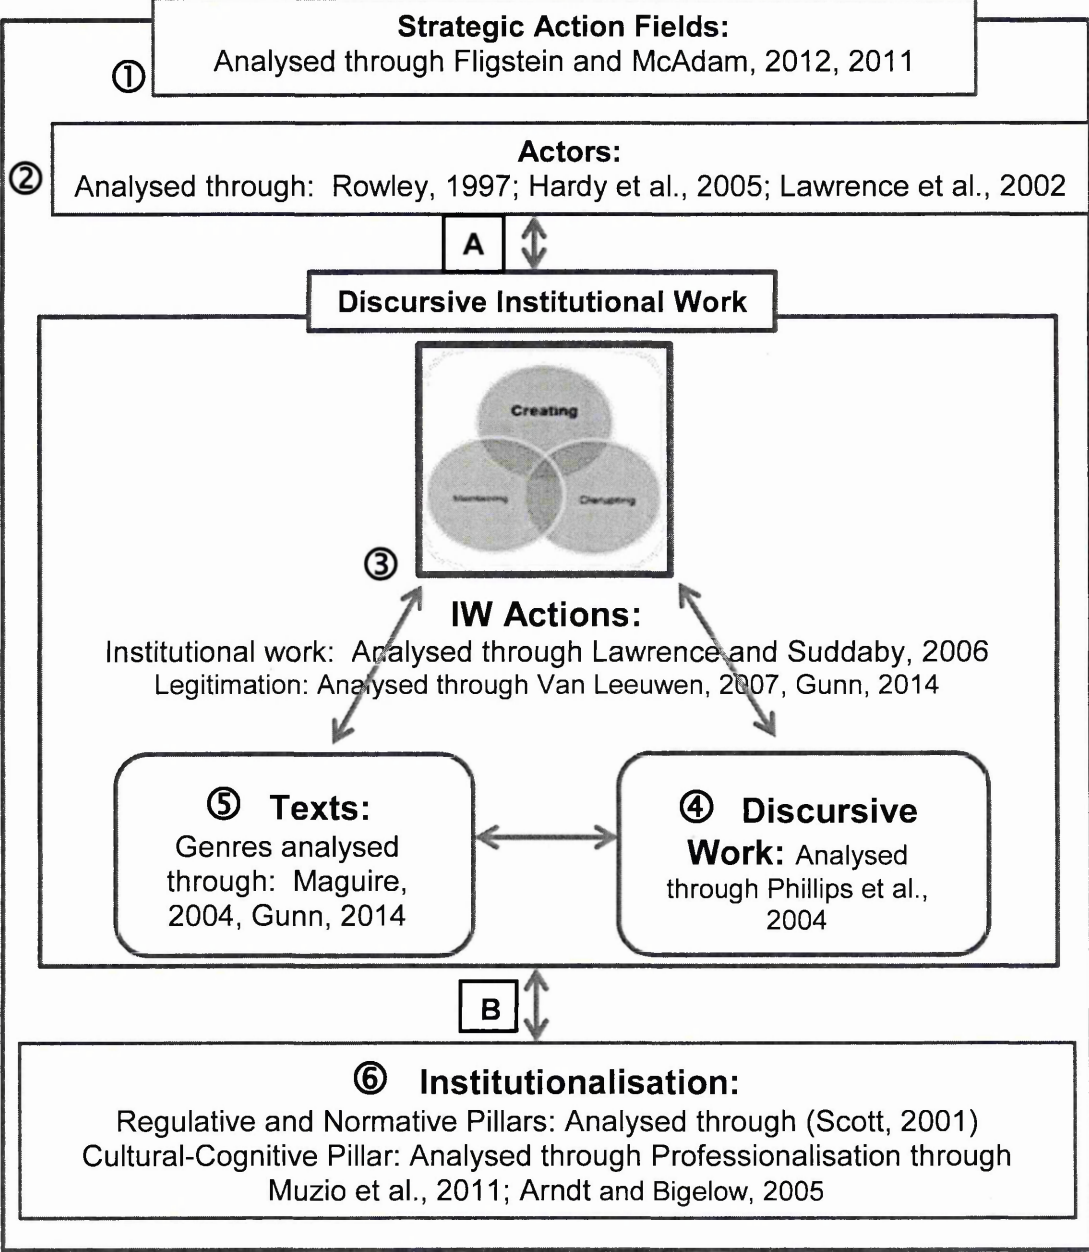 Strategic Action Fields:
Analysed through Fligstein and McAdam, 2012, 2011
①
Actors:
② Analysed through: Rowley, 1997; Hardy et al., 2005; Lawrence et al., 2002
A
Discursive Institutional Work
Creating
Maintaining Disrupting
③
IW Actions:
Institutional work: Analysed through Lawrence and Suddaby, 2006
Legitimation: Analysed through Van Leeuwen, 2007, Gunn, 2014
⑤ Texts:
Genres analysed
through: Maguire,
2004, Gunn, 2014
④ Discursive
Work: Analysed
through Phillips et al.,
2004
B
⑥ Institutionalisation:
Regulative and Normative Pillars: Analysed through (Scott, 2001)
Cultural-Cognitive Pillar: Analysed through Professionalisation through
Muzio et al., 2011; Arndt and Bigelow, 2005